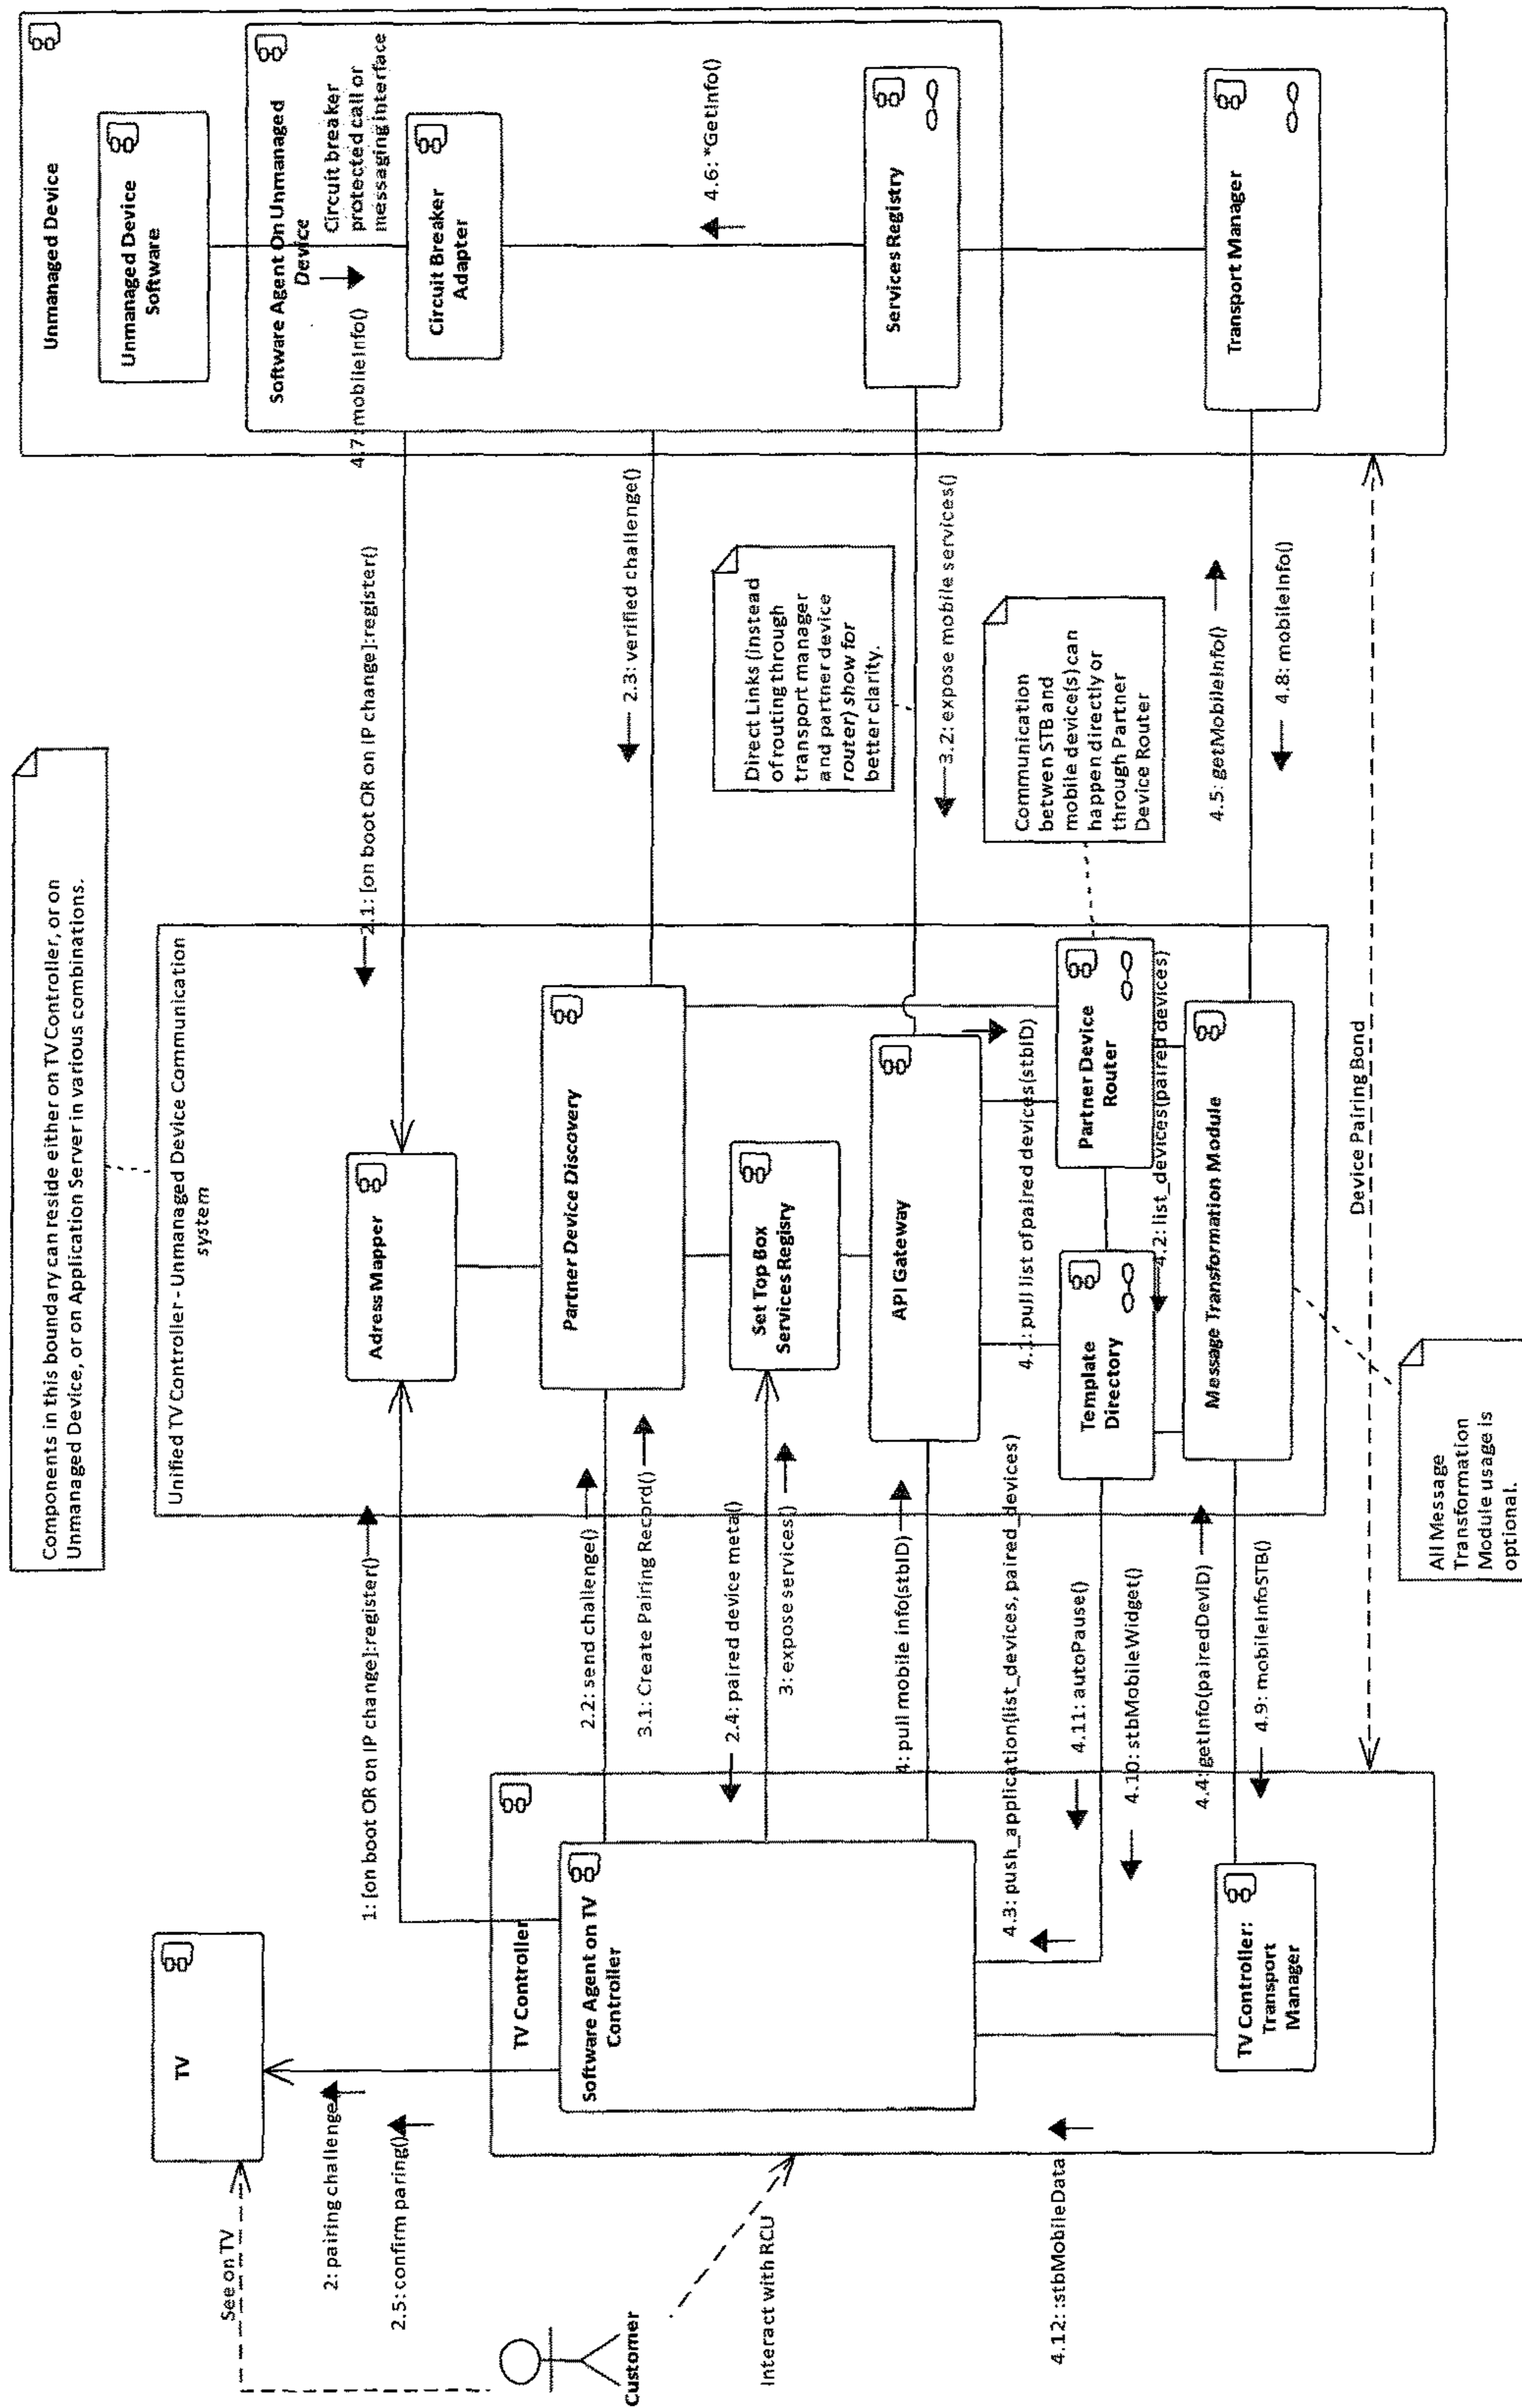 Components in this boundary can reside either on TV Controller, or on
Unmanaged Device, or on Application Server in various combinations.
Unified TV Controller - Unmanaged Device Communication
system
TV
See on TV
2: pairing challenge
2.5: confirm paring()
Customer
Interact with RCU
4.12: :stbMobileData
TV Controller
Software Agent on TV
Controller
TV Controller:
Transport
Manager
1: [on boot OR on IP change]:register()
2.2: send challenge()
3.1: Create Pairing Record()
2.4: paired device meta()
3: expose services()
4: pull mobile info(stbID)
4.3: push_application(list_devices, paired_devices)
4.11: autoPause()
4.10: stbMobileWidget()
4.4: getInfo(pairedDevID)
4.9: mobileInfoSTB()
Adress Mapper
Partner Device Discovery
Set Top Box
Services Regisry
API Gateway
4.1: pull list of paired devices(stbID)
Template
Directory
Partner Device
Router
4.2: list_devices(paired devices)
Message Transformation Module
All Message
Transformation
Module usage is
optional.
Device Pairing Bond
2.1: [on boot OR on IP change]:register()
2.3: verified challenge()
Direct Links (instead
of routing through
transport manager
and partner device
router) show for
better clarity.
3.2: expose mobile services()
Communication
betwen STB and
mobile device(s) can
happen directly or
through Partner
Device Router
4.5: getMobileInfo()
4.8: mobileInfo()
Unmanaged Device
Unmanaged Device
Software
Software Agent On Unmanaged
Device
Circuit breaker
protected call or
messaging interface
4.7: mobileInfo()
Circuit Breaker
Adapter
4.6: *GetInfo()
Services Registry
Transport Manager